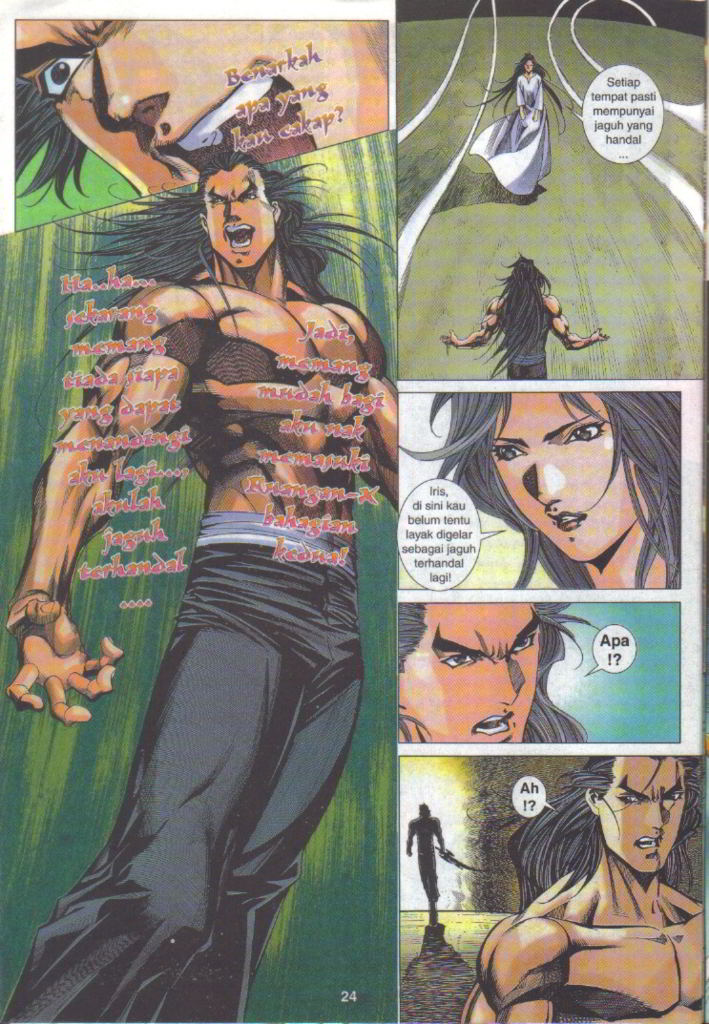 Benarkah
apa yang
kau cakap?
Ha..ha...
sekarang
memang
tiada siapa
yang dapat
menandingi
aku lagi....
akulah
jaguh
terhandal
....
Jadi,
memang
mudah bagi
aku nak
memasuki
Ruangan-X
bahagian
kedua!
Setiap
tempat pasti
mempunyai
jaguh yang
handal
...
Iris,
di sini kau
belum tentu
layak digelar
sebagai jaguh
terhandal
lagi!
Apa
!?
Ah
!?
24